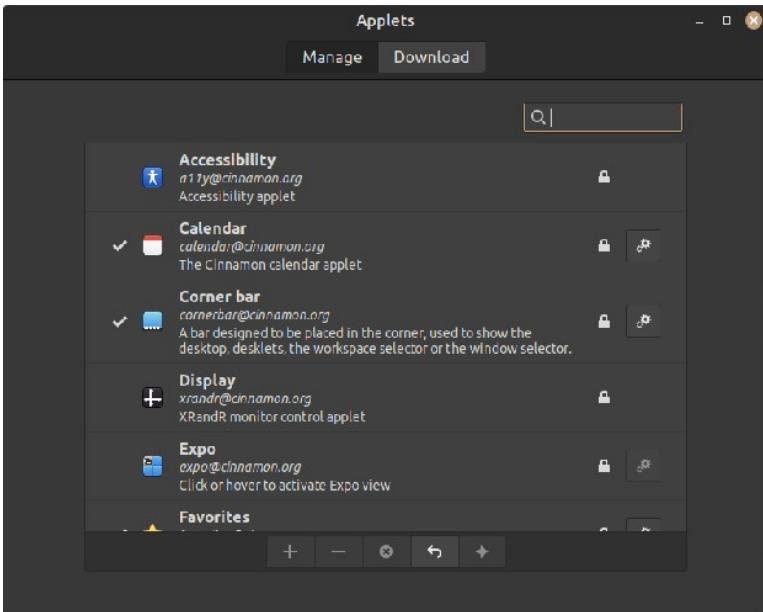 Applets
Manage
Download
Accessibility
a11y@cinnamon.org
Accessibility applet
Calendar
calendar@cinnamon.org
The Cinnamon calendar applet
Corner bar
cornerbar@cinnamon.org
A bar designed to be placed in the corner, used to show the
desktop, desklets, the workspace selector or the window selector.
Display
xrandr@cinnamon.org
XRandR monitor control applet
Expo
expo@cinnamon.org
Click or hover to activate Expo view
Favorites